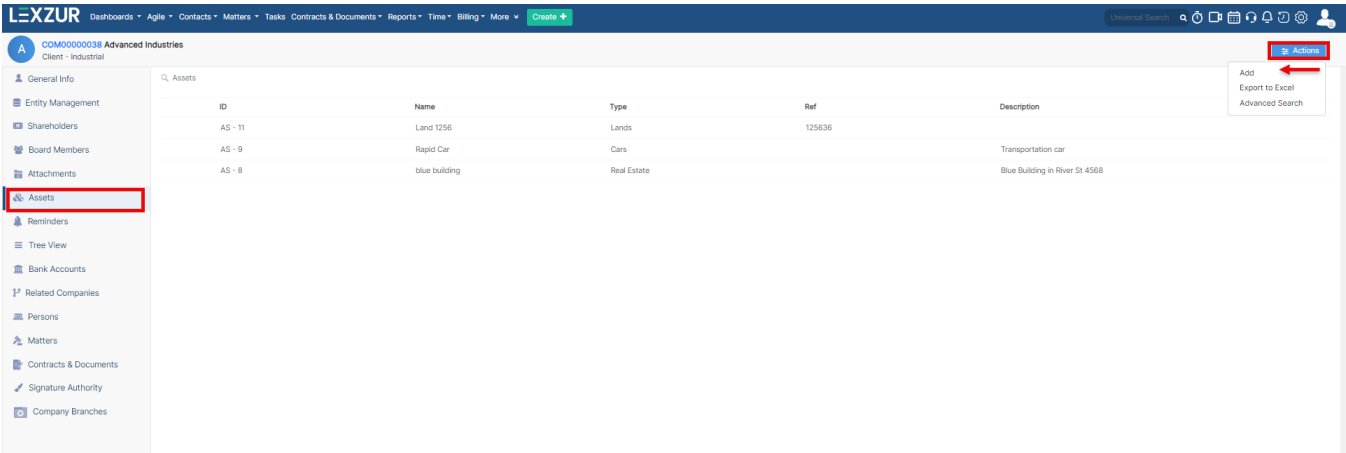 LEXZUR Dashboards Agile Contacts Matters Tasks Contracts & Documents Reports Time Billing More Create + Universal Search
A COM00000038 Advanced Industries
Client - Industrial
Actions
General Info
Assets
Add
Export to Excel
Advanced Search
Entity Management
ID Name Type Ref Description
Shareholders
AS - 11 Land 1256 Lands 125636
Board Members
AS - 9 Rapid Car Cars Transportation car
Attachments
AS - 8 blue building Real Estate Blue Building in River St 4568
Assets
Reminders
Tree View
Bank Accounts
Related Companies
Persons
Matters
Contracts & Documents
Signature Authority
Company Branches